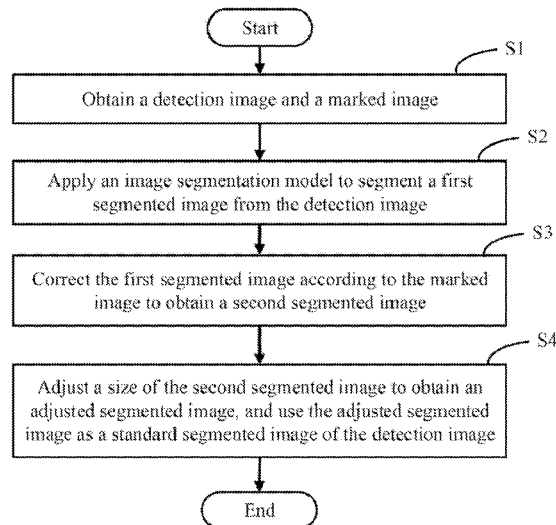 Start
S1
Obtain a detection image and a marked image
S2
Apply an image segmentation model to segment a first
segmented image from the detection image
S3
Correct the first segmented image according to the marked
image to obtain a second segmented image
S4
Adjust a size of the second segmented image to obtain an
adjusted segmented image, and use the adjusted segmented
image as a standard segmented image of the detection image
End